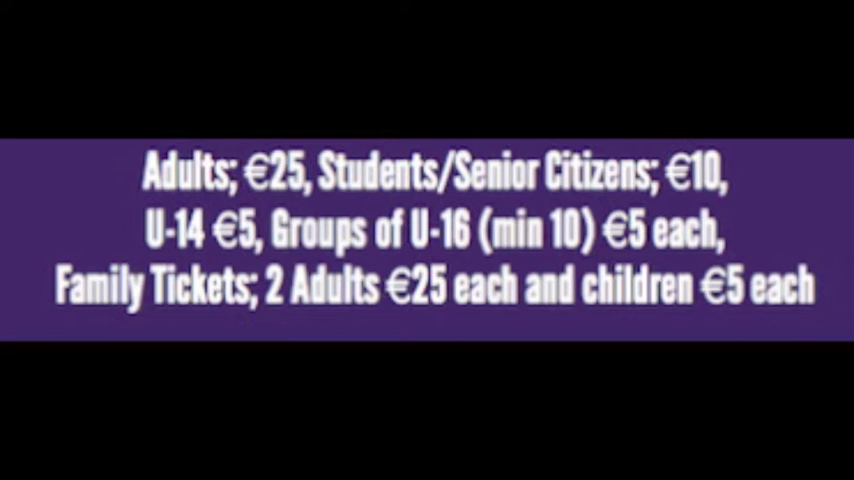 Adults; €25, Students/Senior Citizens; €10,
U-14 €5, Groups of U-16 (min 10) €5 each,
Family Tickets; 2 Adults €25 each and children €5 each